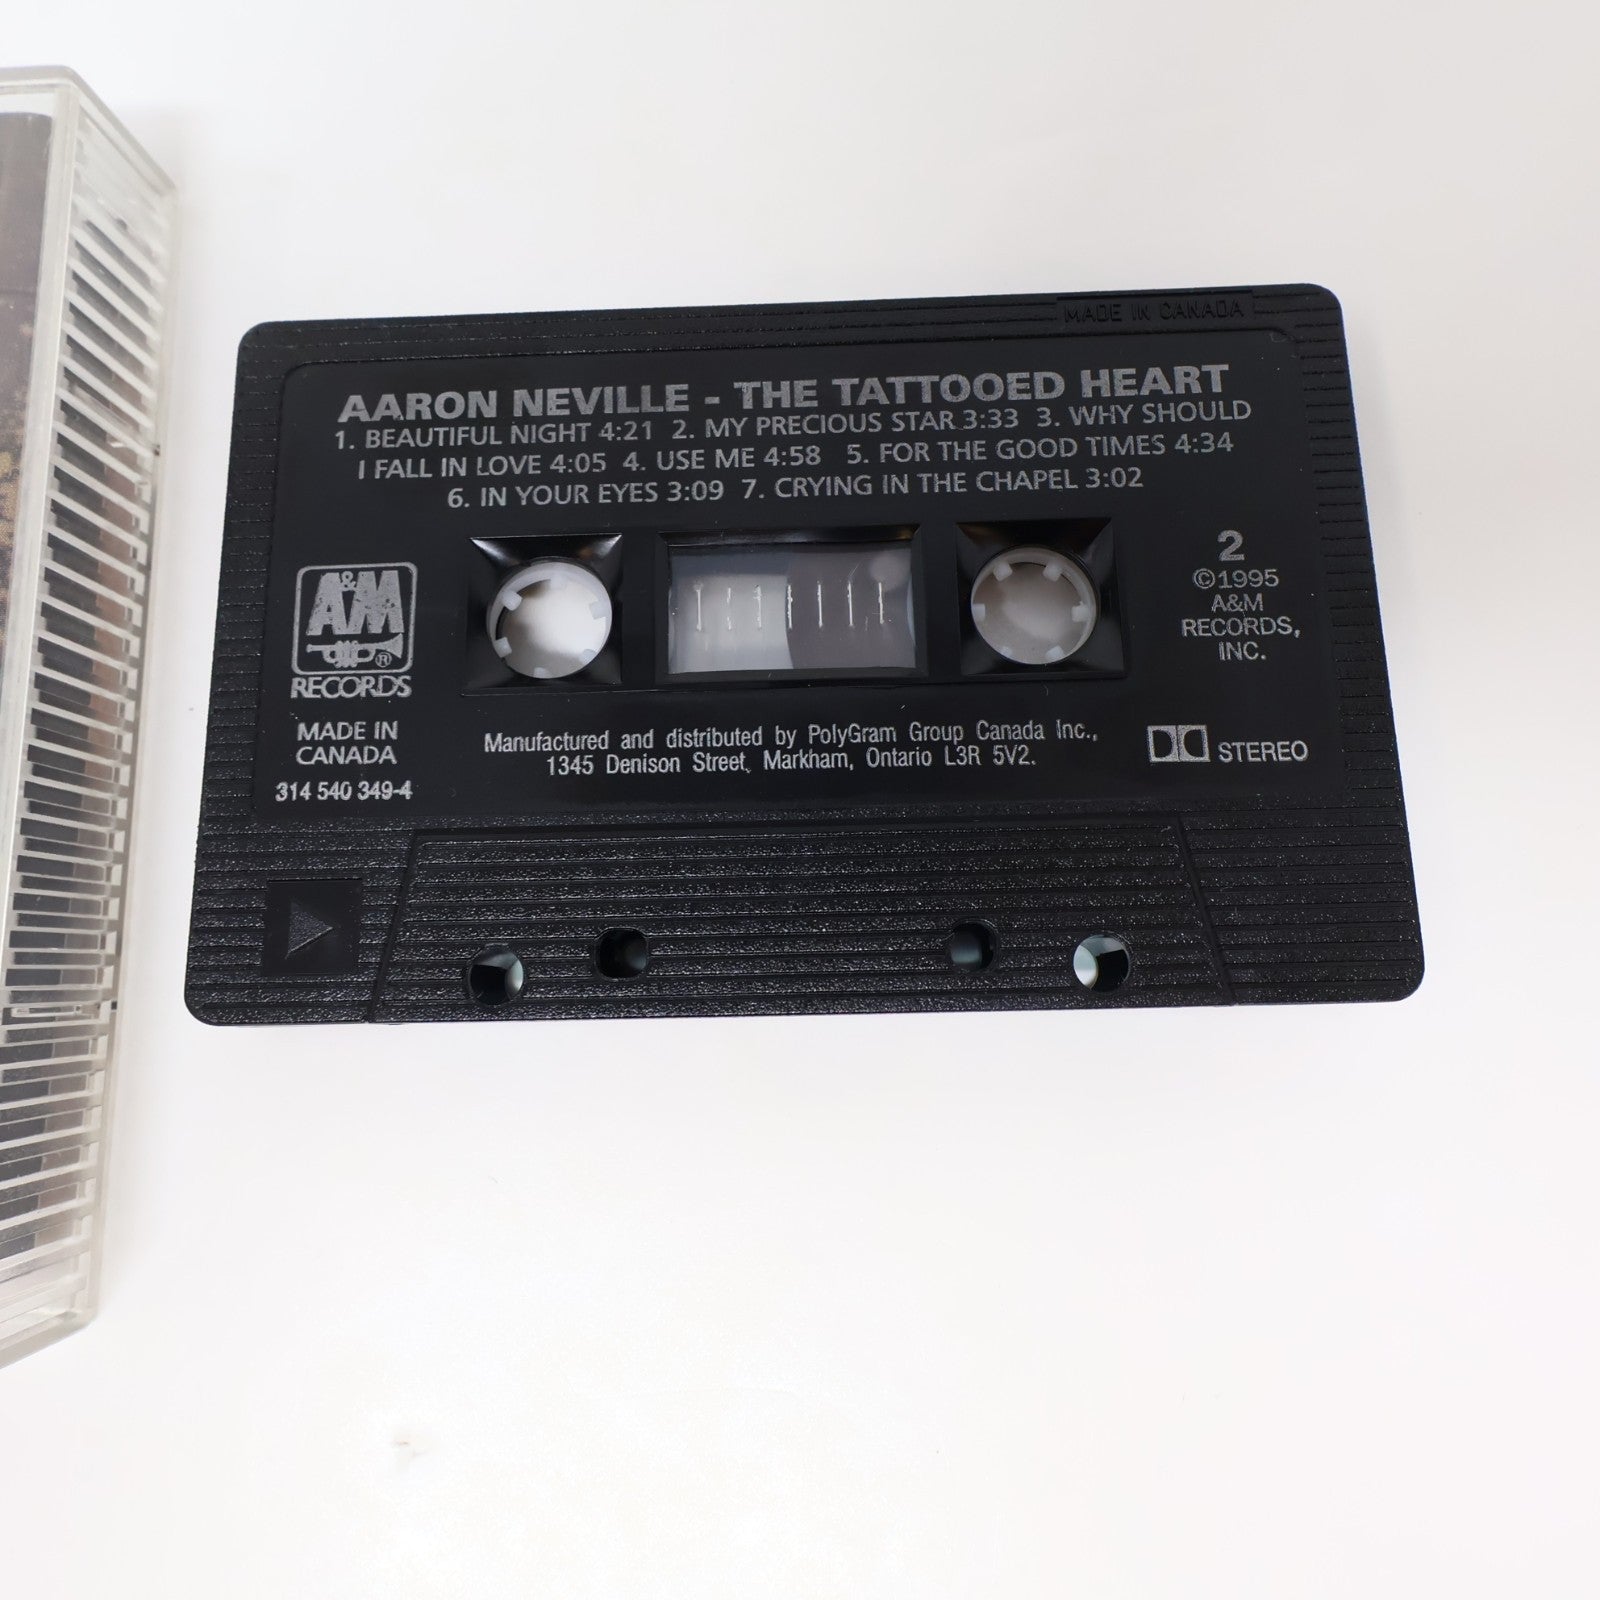 MADE IN CANADA
AARON NEVILLE - THE TATTOOED HEART
1. BEAUTIFUL NIGHT 4:21 2. MY PRECIOUS STAR 3:33 3. WHY SHOULD
I FALL IN LOVE 4:05 4. USE ME 4:58 5. FOR THE GOOD TIMES 4:34
6. IN YOUR EYES 3:09 7. CRYING IN THE CHAPEL 3:02
A&M
®
RECORDS
MADE IN
CANADA
314 540 349-4
2
©1995
A&M
RECORDS,
INC.
Manufactured and distributed by PolyGram Group Canada Inc.,
1345 Denison Street, Markham, Ontario L3R 5V2.
STEREO